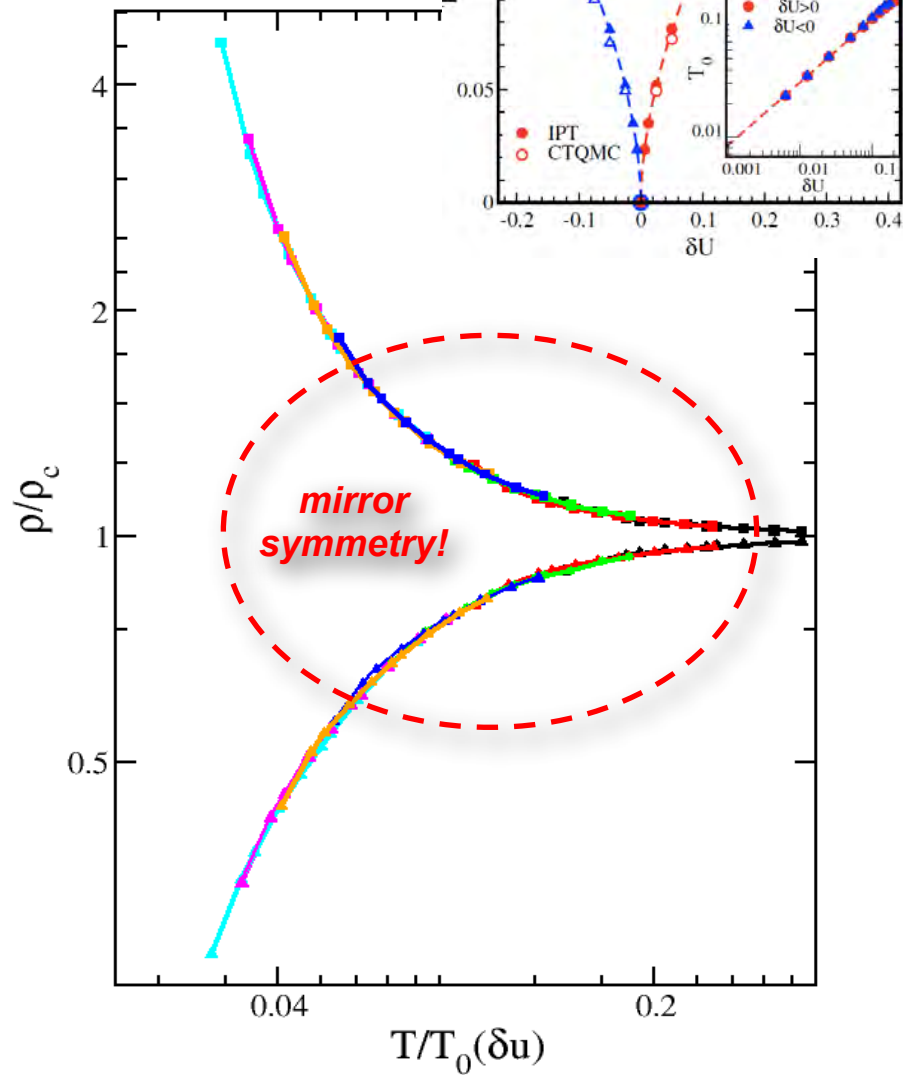 0.05
0
IPT
CTQMC
-0.2
-0.1
0
0.1
0.2
0.3
0.4
δU
0.1
0.01
T₀
δU>0
δU<0
0.001
0.01
0.1
δU
4
2
1
0.5
ρ/ρc
mirror
symmetry!
0.04
0.2
T/T₀(δu)